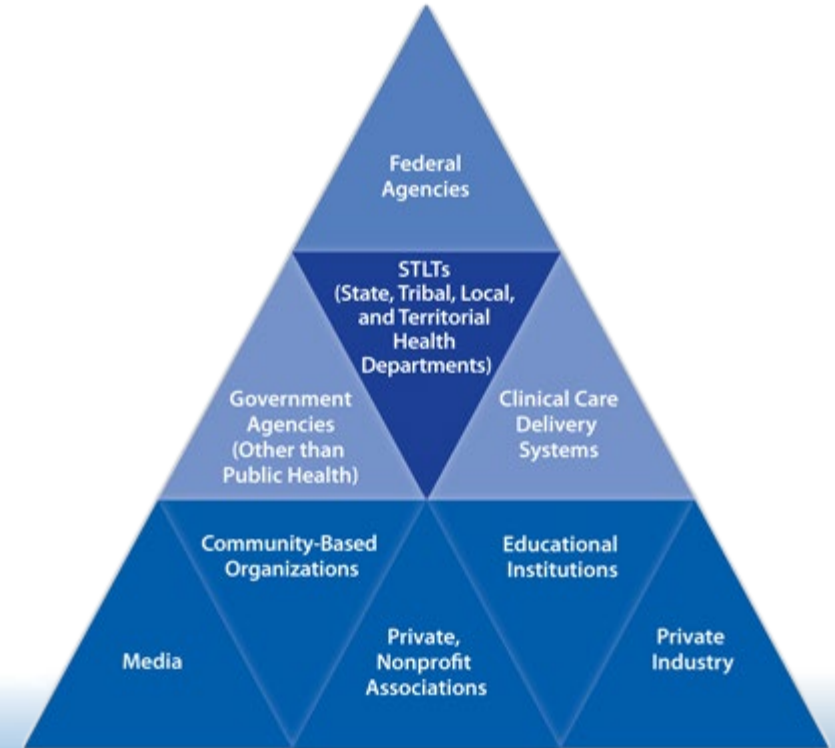 Federal
Agencies
STLTs
(State, Tribal, Local,
and Territorial
Health
Departments)
Government
Agencies
(Other than
Public Health)
Clinical Care
Delivery
Systems
Community-Based
Organizations
Educational
Institutions
Media
Private,
Nonprofit
Associations
Private
Industry